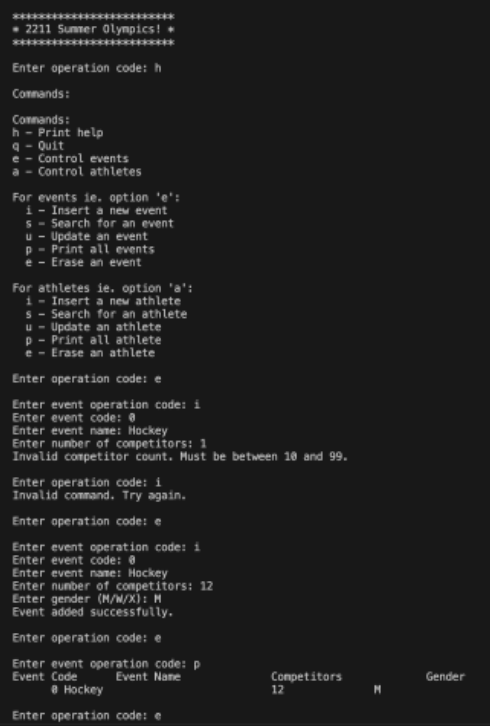 **************************
* 2211 Summer Olympics! *
**************************
Enter operation code: h
Commands:
Commands:
h – Print help
q – Quit
e – Control events
a – Control athletes
For events ie. option 'e':
i – Insert a new event
s – Search for an event
u – Update an event
p – Print all events
e – Erase an event
For athletes ie. option 'a':
i – Insert a new athlete
s – Search for an athlete
u – Update an athlete
p – Print all athlete
e – Erase an athlete
Enter operation code: e
Enter event operation code: i
Enter event code: 0
Enter event name: Hockey
Enter number of competitors: 1
Invalid competitor count. Must be between 10 and 99.
Enter operation code: i
Invalid command. Try again.
Enter operation code: e
Enter event operation code: i
Enter event code: 0
Enter event name: Hockey
Enter number of competitors: 12
Enter gender (M/W/X): M
Event added successfully.
Enter operation code: e
Enter event operation code: p
Event Code Event Name Competitors Gender
0 Hockey 12 M
Enter operation code: e